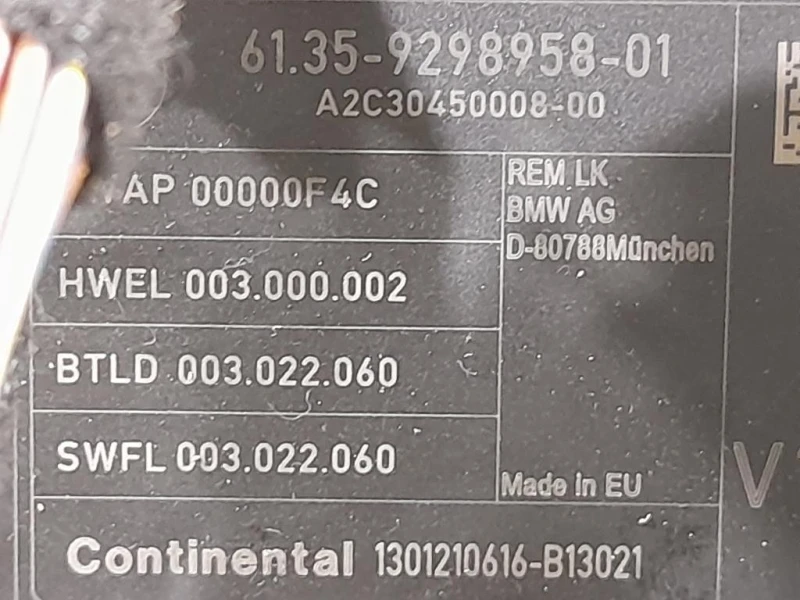 61.35-9298958-01
A2C30450008-00
AP 00000F4C
REM LK
BMW AG
D-80788München
HWEL 003.000.002
BTLD 003.022.060
SWFL 003.022.060
Made in EU
V
Continental 1301210616-B13021